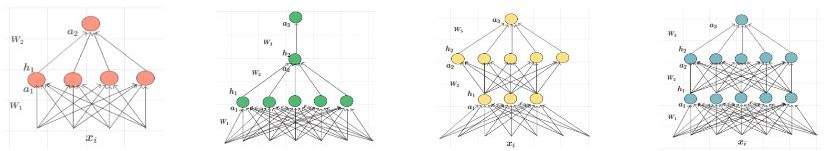 a₂
W₂
h₁
a₁
W₁
xᵢ
a₃
W₃
h₂
a₂
W₂
h₁
a₁
W₁
a₃
W₃
h₂
a₂
W₂
h₁
a₁
xᵢ
a₃
W₃
h₂
a₂
W₂
h₁
a₁
W₁
xᵢ